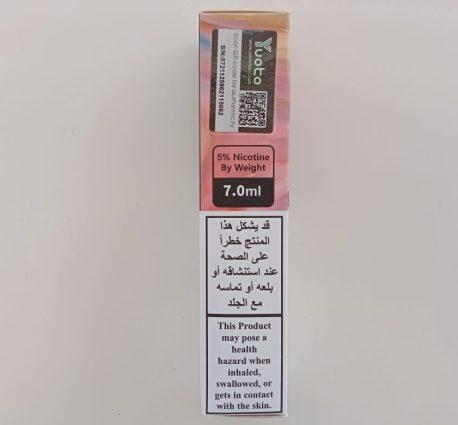 Yuoto
Scan QR code for authenticity
S/N:8721125862115062
5% Nicotine
By Weight
7.0ml
قد يشكل هذا
المنتج خطراً
على الصحة
عند استنشاقه أو
بلعه أو تماسه
مع الجلد
This Product
may pose a
health
hazard when
inhaled,
swallowed, or
gets in contact
with the skin.